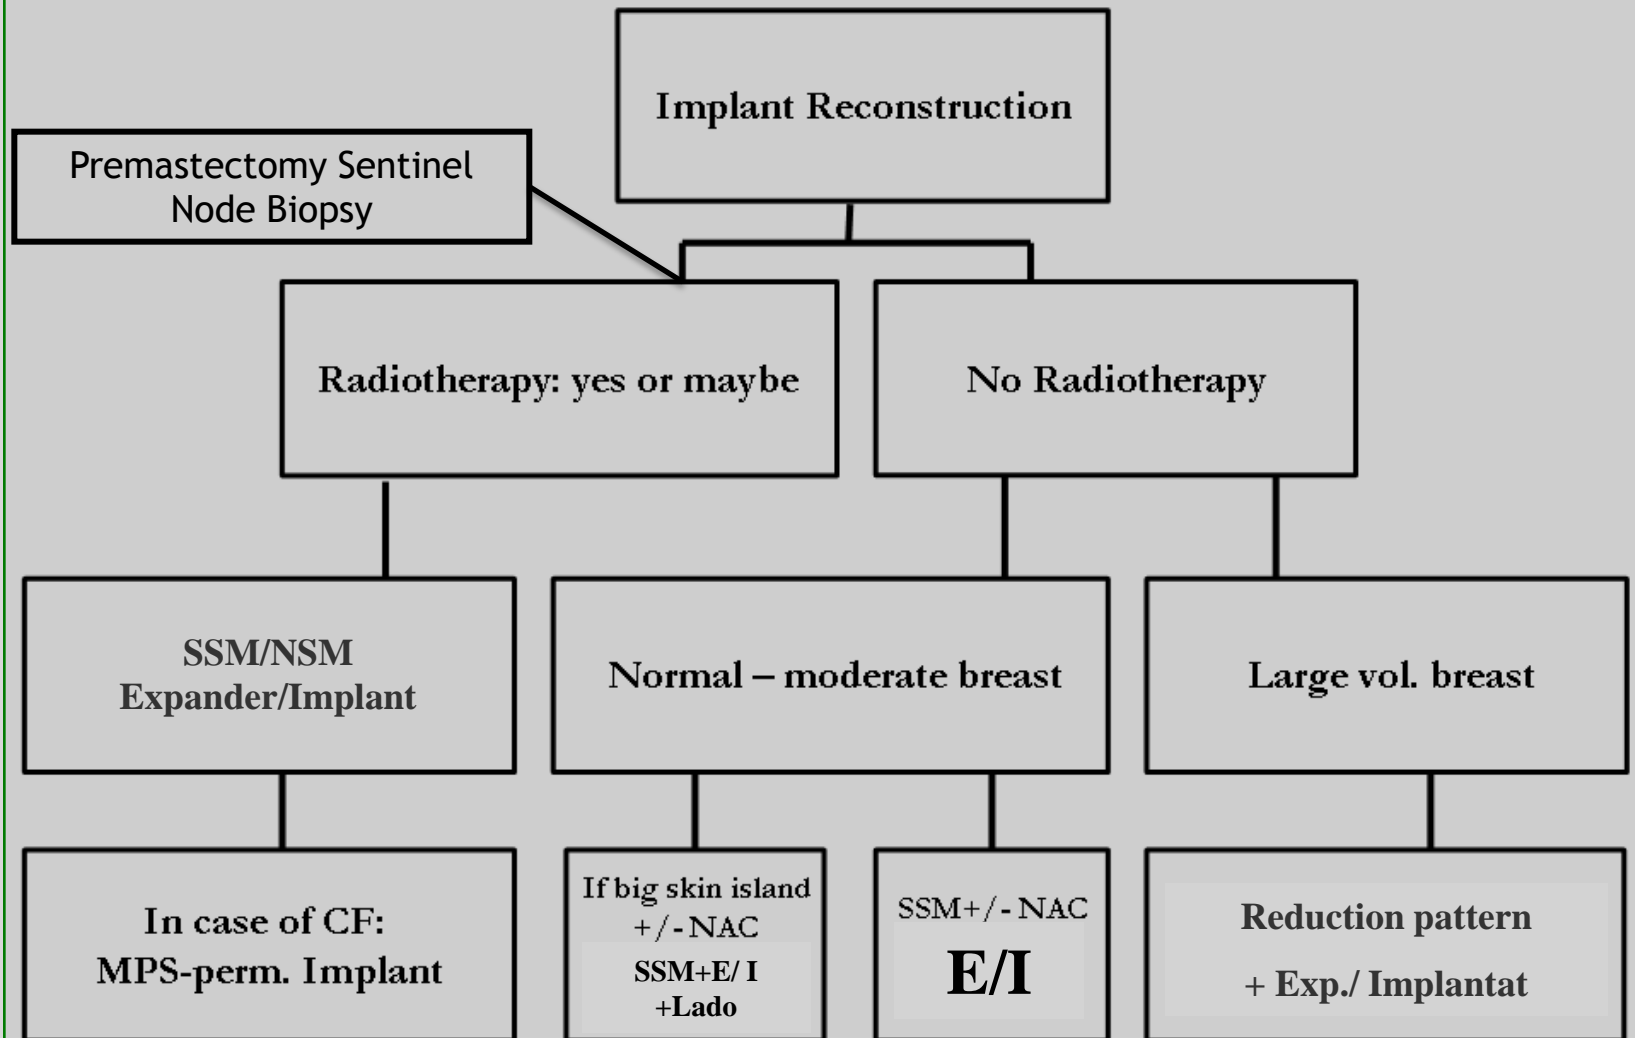 Implant Reconstruction
Premastectomy Sentinel
Node Biopsy
Radiotherapy: yes or maybe
No Radiotherapy
SSM/NSM
Expander/Implant
Normal – moderate breast
Large vol. breast
In case of CF:
MPS-perm. Implant
If big skin island
+/- NAC
SSM+E/ I
+Lado
SSM+/- NAC
E/I
Reduction pattern
+ Exp./ Implantat